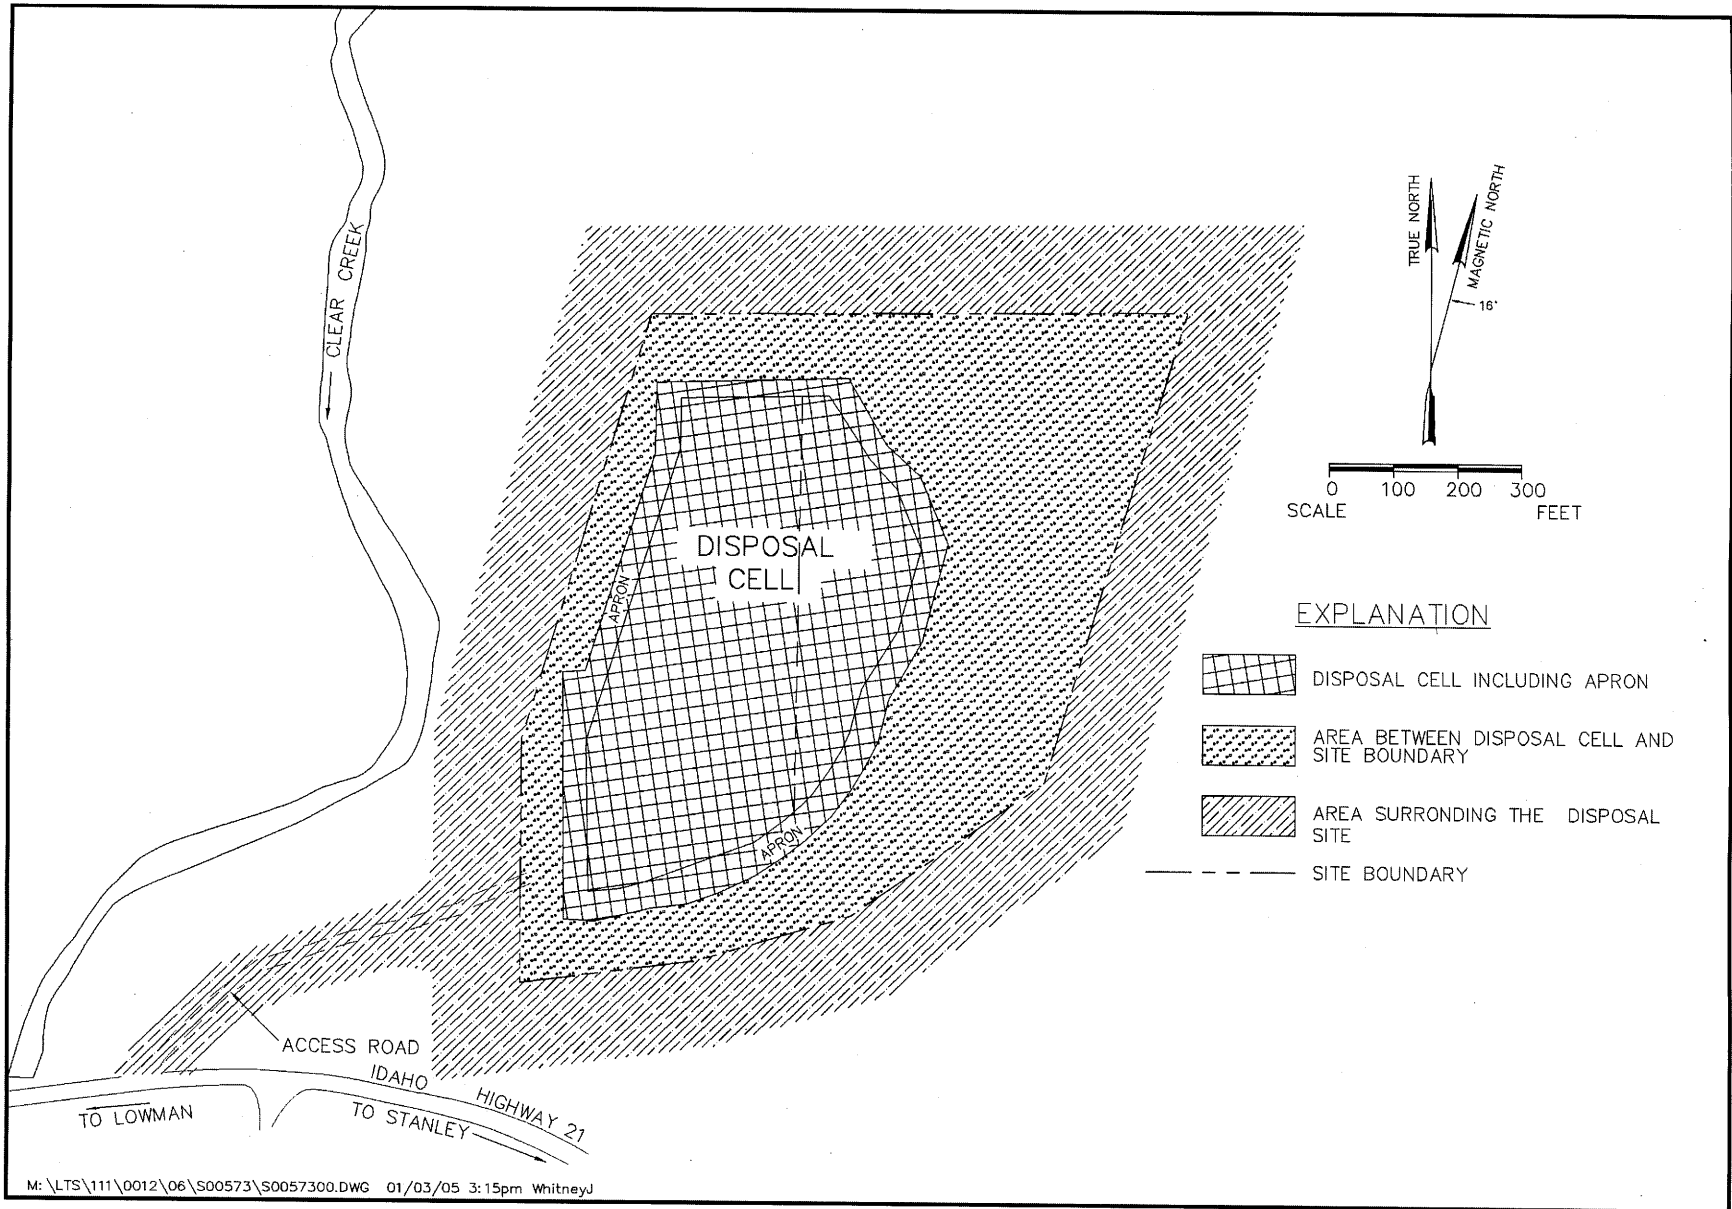 CLEAR CREEK
TRUE NORTH
MAGNETIC NORTH
16°
0 100 200 300
SCALE FEET
DISPOSAL
CELL
APRON
APRON
EXPLANATION
DISPOSAL CELL INCLUDING APRON
AREA BETWEEN DISPOSAL CELL AND
SITE BOUNDARY
AREA SURRONDING THE DISPOSAL
SITE
SITE BOUNDARY
ACCESS ROAD
IDAHO HIGHWAY 21
TO LOWMAN
TO STANLEY
M:\LTS\111\0012\06\S00573\S0057300.DWG 01/03/05 3:15pm WhitneyJ